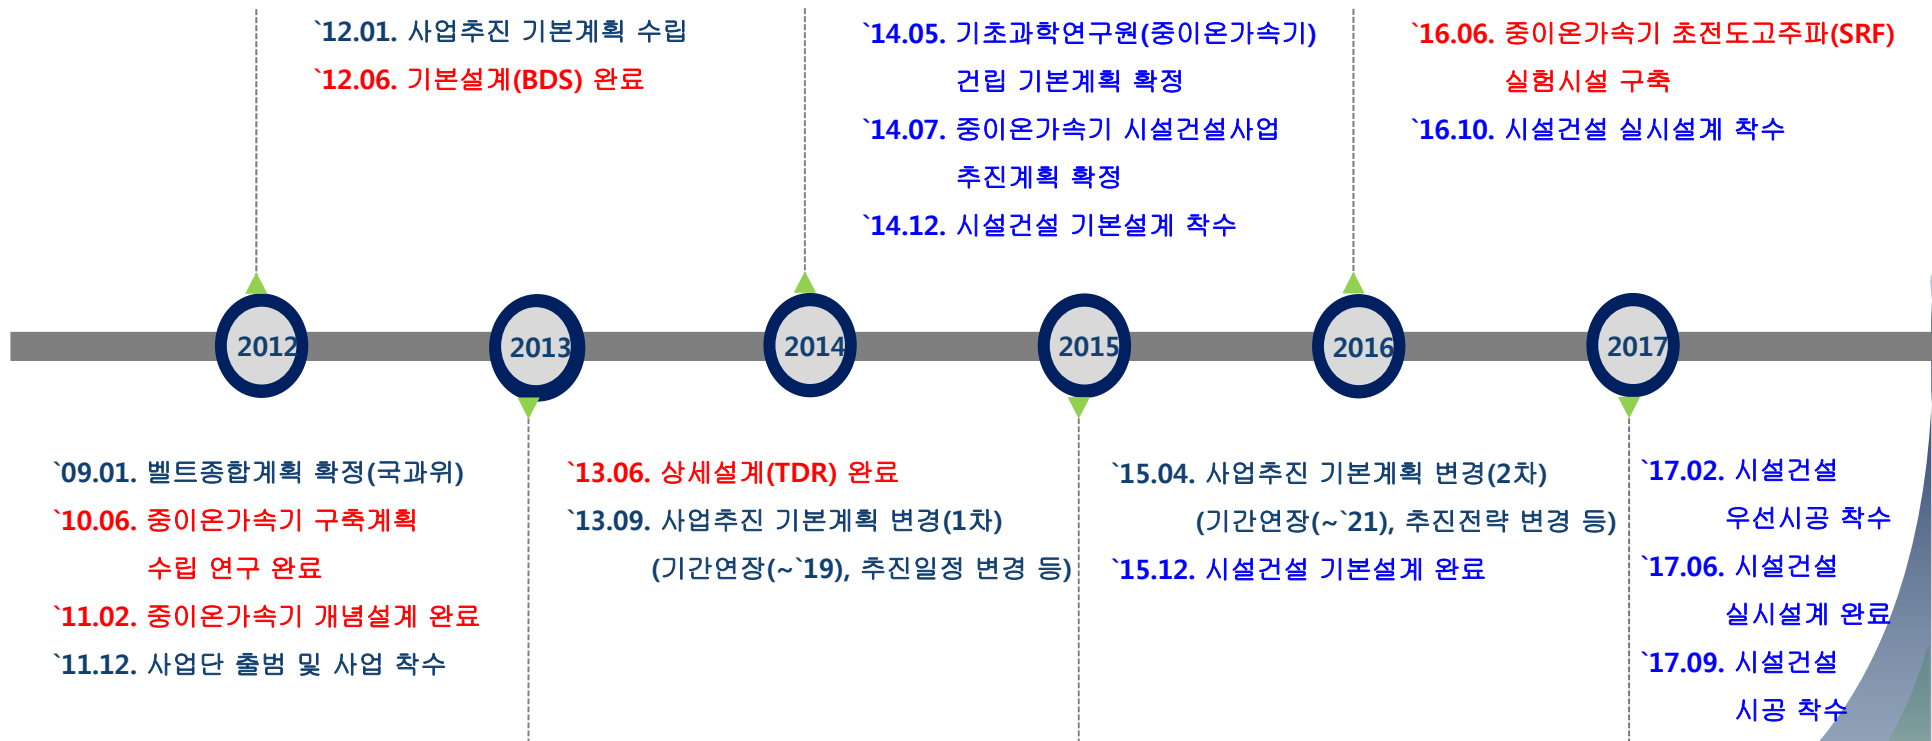 `12.01. 사업추진 기본계획 수립
`12.06. 기본설계(BDS) 완료
`14.05. 기초과학연구원(중이온가속기)
건립 기본계획 확정
`14.07. 중이온가속기 시설건설사업
추진계획 확정
`14.12. 시설건설 기본설계 착수
`16.06. 중이온가속기 초전도고주파(SRF)
실험시설 구축
`16.10. 시설건설 실시설계 착수
2012
2013
2014
2015
2016
2017
`09.01. 벨트종합계획 확정(국과위)
`10.06. 중이온가속기 구축계획
수립 연구 완료
`11.02. 중이온가속기 개념설계 완료
`11.12. 사업단 출범 및 사업 착수
`13.06. 상세설계(TDR) 완료
`13.09. 사업추진 기본계획 변경(1차)
(기간연장(~`19), 추진일정 변경 등)
`15.04. 사업추진 기본계획 변경(2차)
(기간연장(~`21), 추진전략 변경 등)
`15.12. 시설건설 기본설계 완료
`17.02. 시설건설
우선시공 착수
`17.06. 시설건설
실시설계 완료
`17.09. 시설건설
시공 착수